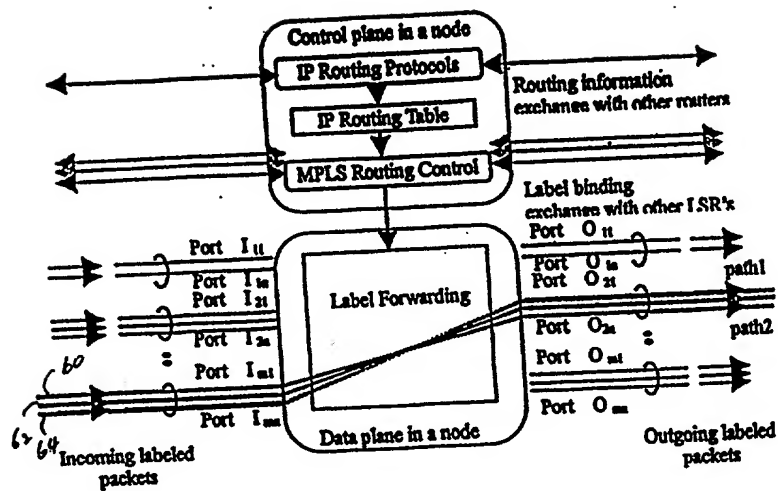 Control plane in a node
IP Routing Protocols
Routing information
exchange with other routers
IP Routing Table
MPLS Routing Control
Label binding
exchange with other LSR's
Port I11
Port I1n
Port I21
Port I2n
Port Im1
Port Imn
Label Forwarding
Data plane in a node
Port O11
Port O1n
Port O21
path1
Port O2n
path2
Port Om1
Port Omn
60
62
64
Incoming labeled
packets
Outgoing labeled
packets